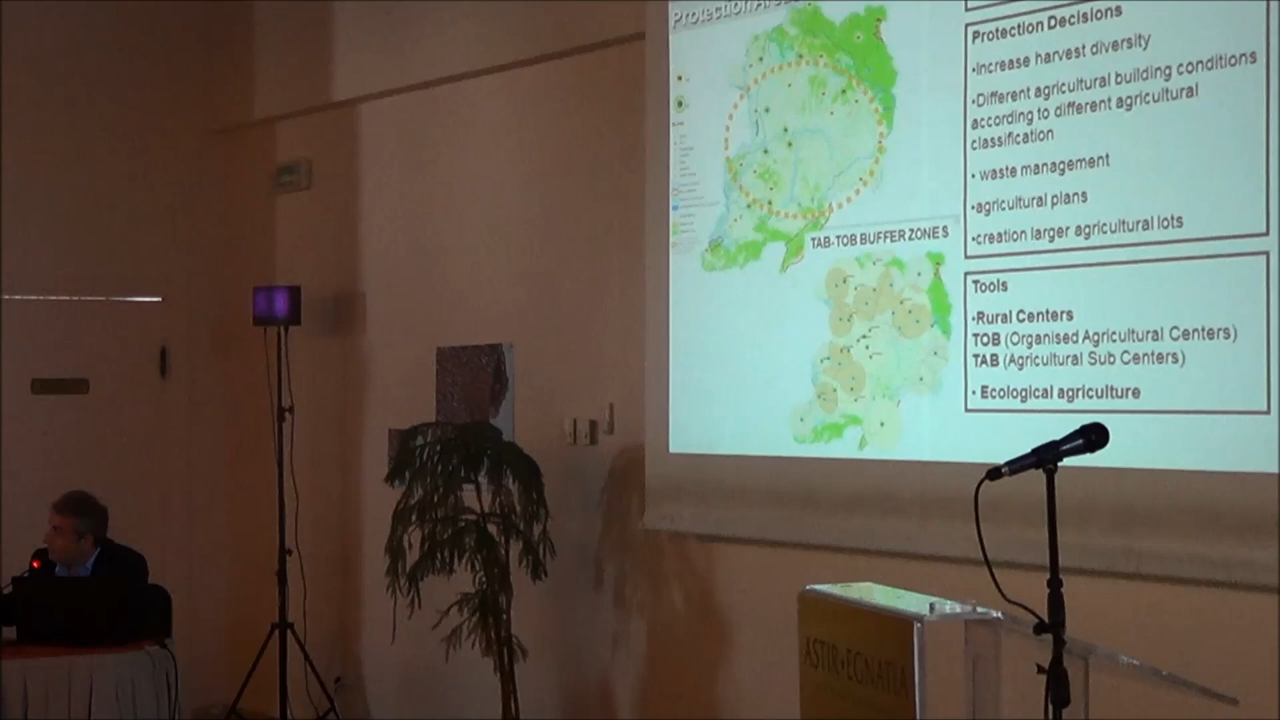 Protection Areas
Protection Decisions
•Increase harvest diversity
•Different agricultural building conditions
according to different agricultural
classification
• waste management
•agricultural plans
•creation larger agricultural lots
TAB-TOB BUFFER ZONES
Tools
•Rural Centers
TOB (Organised Agricultural Centers)
TAB (Agricultural Sub Centers)
• Ecological agriculture
ASTIR•EGNATIA